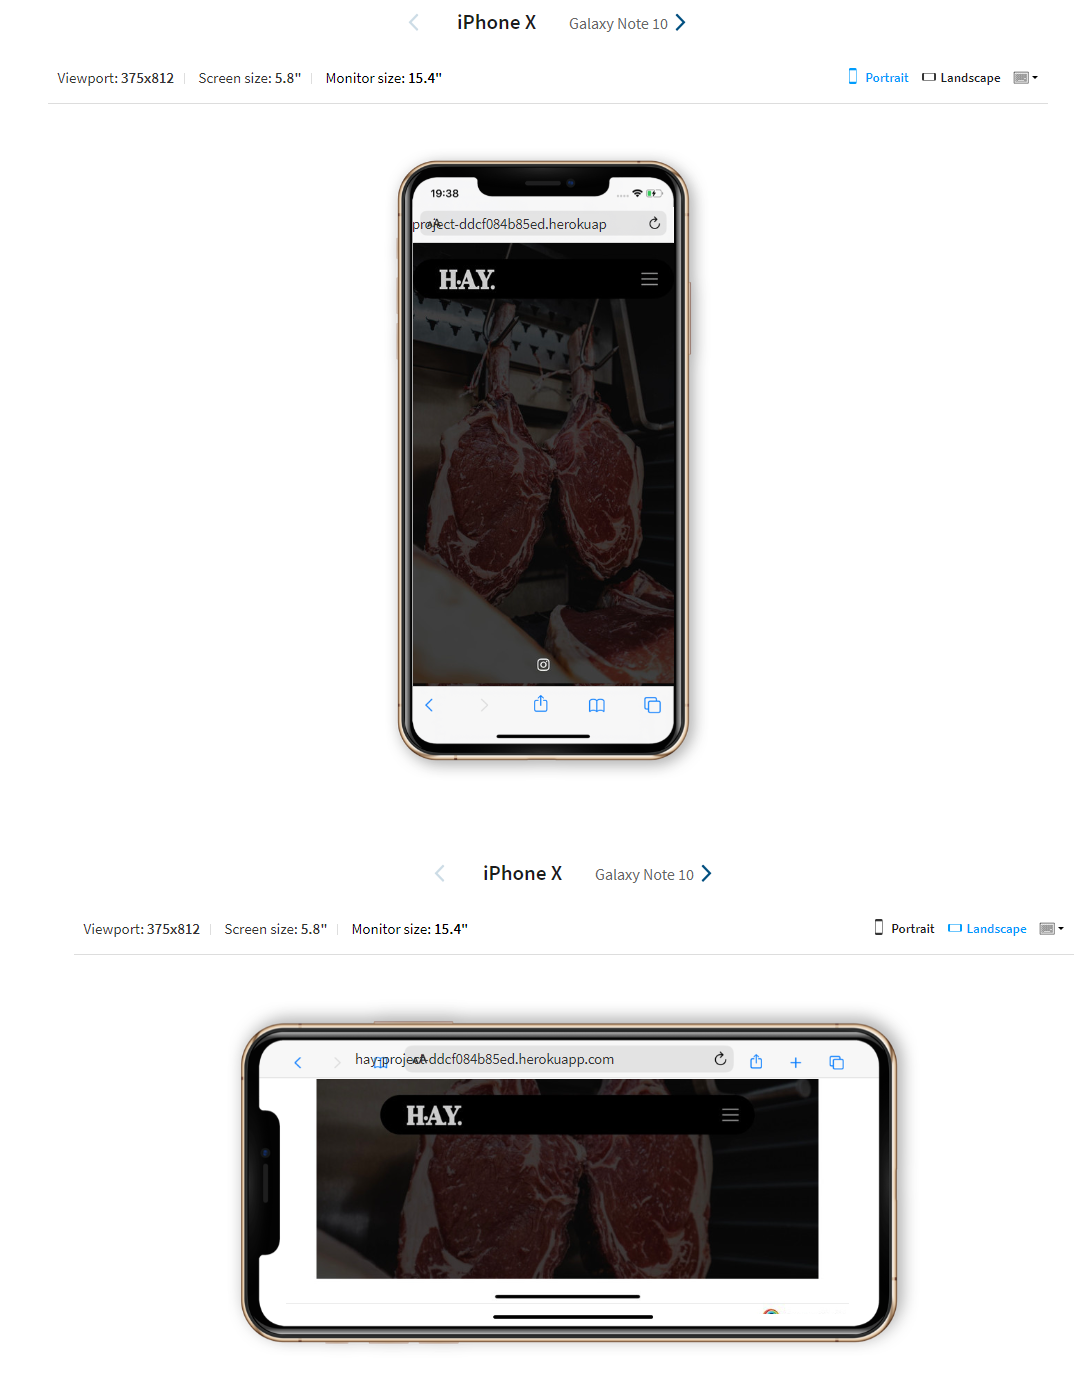 iPhone X Galaxy Note 10
Viewport: 375x812 Screen size: 5.8" Monitor size: 15.4"
Portrait Landscape
19:38
project-ddcf084b85ed.herokuap
H·AY.
iPhone X Galaxy Note 10
Viewport: 375x812 Screen size: 5.8" Monitor size: 15.4"
Portrait Landscape
hay-project-ddcf084b85ed.herokuapp.com
H·AY.